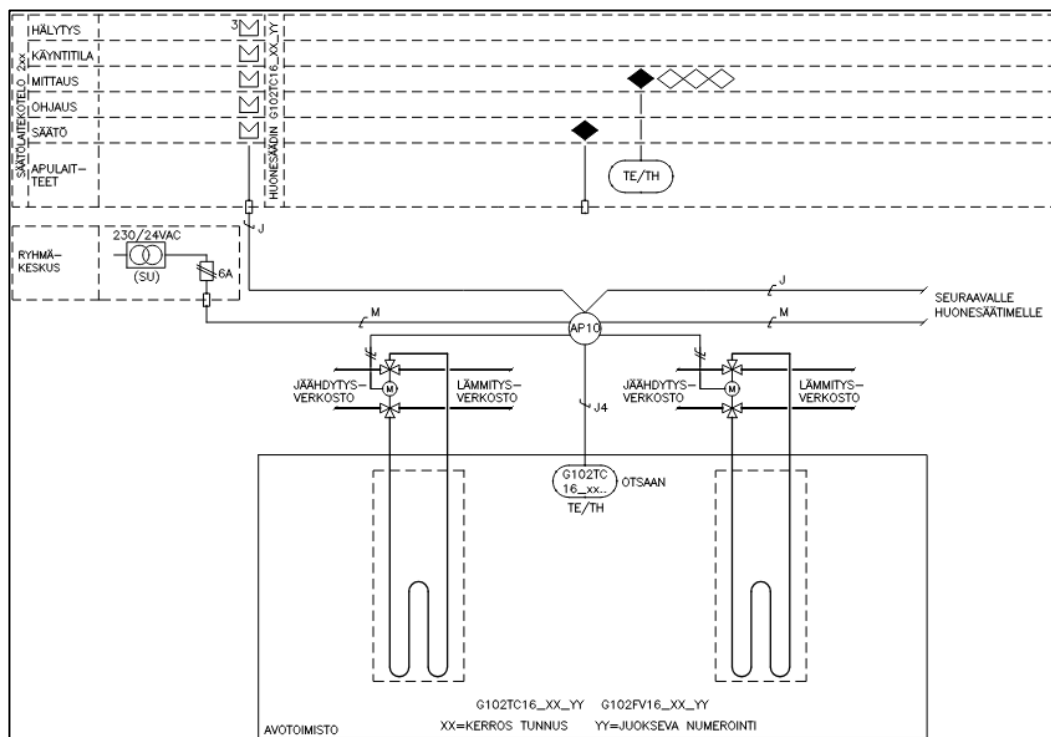 SÄÄTÖLAITEKOTELO 2xx
HÄLYTYS
KÄYNTITILA
MITTAUS
OHJAUS
SÄÄTÖ
APULAIT-
TEET
3
HUONESÄÄDIN G102TC16_XX_YY
TE/TH
J
RYHMÄ-
KESKUS
230/24VAC
(SU)
6A
M
AP10
J
M
SEURAAVALLE
HUONESÄÄTIMELLE
JÄÄHDYTYS-
VERKOSTO
M
LÄMMITYS-
VERKOSTO
J4
JÄÄHDYTYS-
VERKOSTO
M
LÄMMITYS-
VERKOSTO
G102TC
16_xx..
OTSAAN
TE/TH
G102TC16_XX_YY G102FV16_XX_YY
XX=KERROS TUNNUS YY=JUOKSEVA NUMEROINTI
AVOTOIMISTO